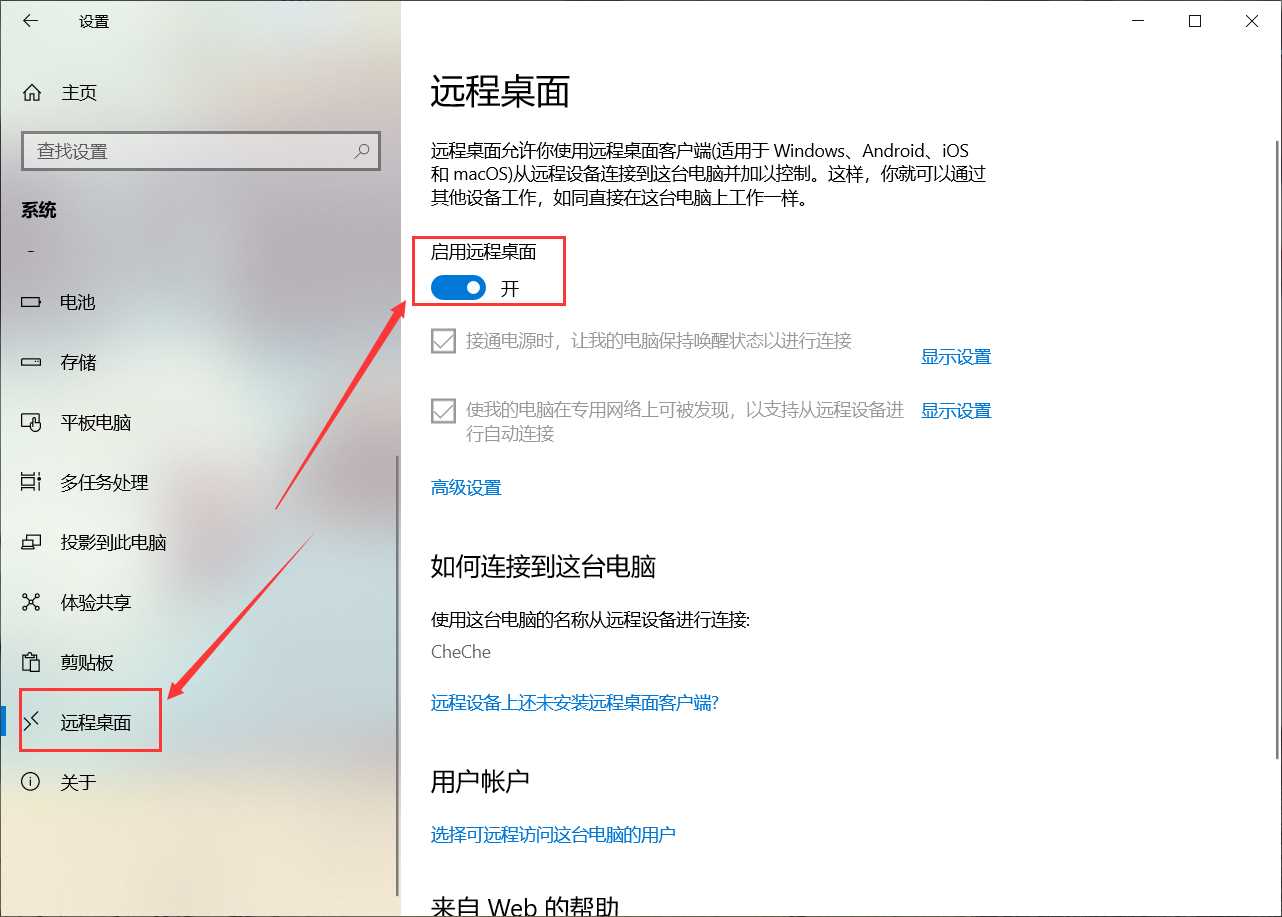 设置
主页
查找设置
系统
电池
存储
平板电脑
多任务处理
投影到此电脑
体验共享
剪贴板
远程桌面
关于
远程桌面
远程桌面允许你使用远程桌面客户端(适用于 Windows、Android、iOS
和 macOS)从远程设备连接到这台电脑并加以控制。这样，你就可以通过
其他设备工作，如同直接在这台电脑上工作一样。
启用远程桌面
开
接通电源时，让我的电脑保持唤醒状态以进行连接
显示设置
使我的电脑在专用网络上可被发现，以支持从远程设备进
行自动连接
显示设置
高级设置
如何连接到这台电脑
使用这台电脑的名称从远程设备进行连接:
CheChe
远程设备上还未安装远程桌面客户端?
用户帐户
选择可远程访问这台电脑的用户
来自 Web 的帮助